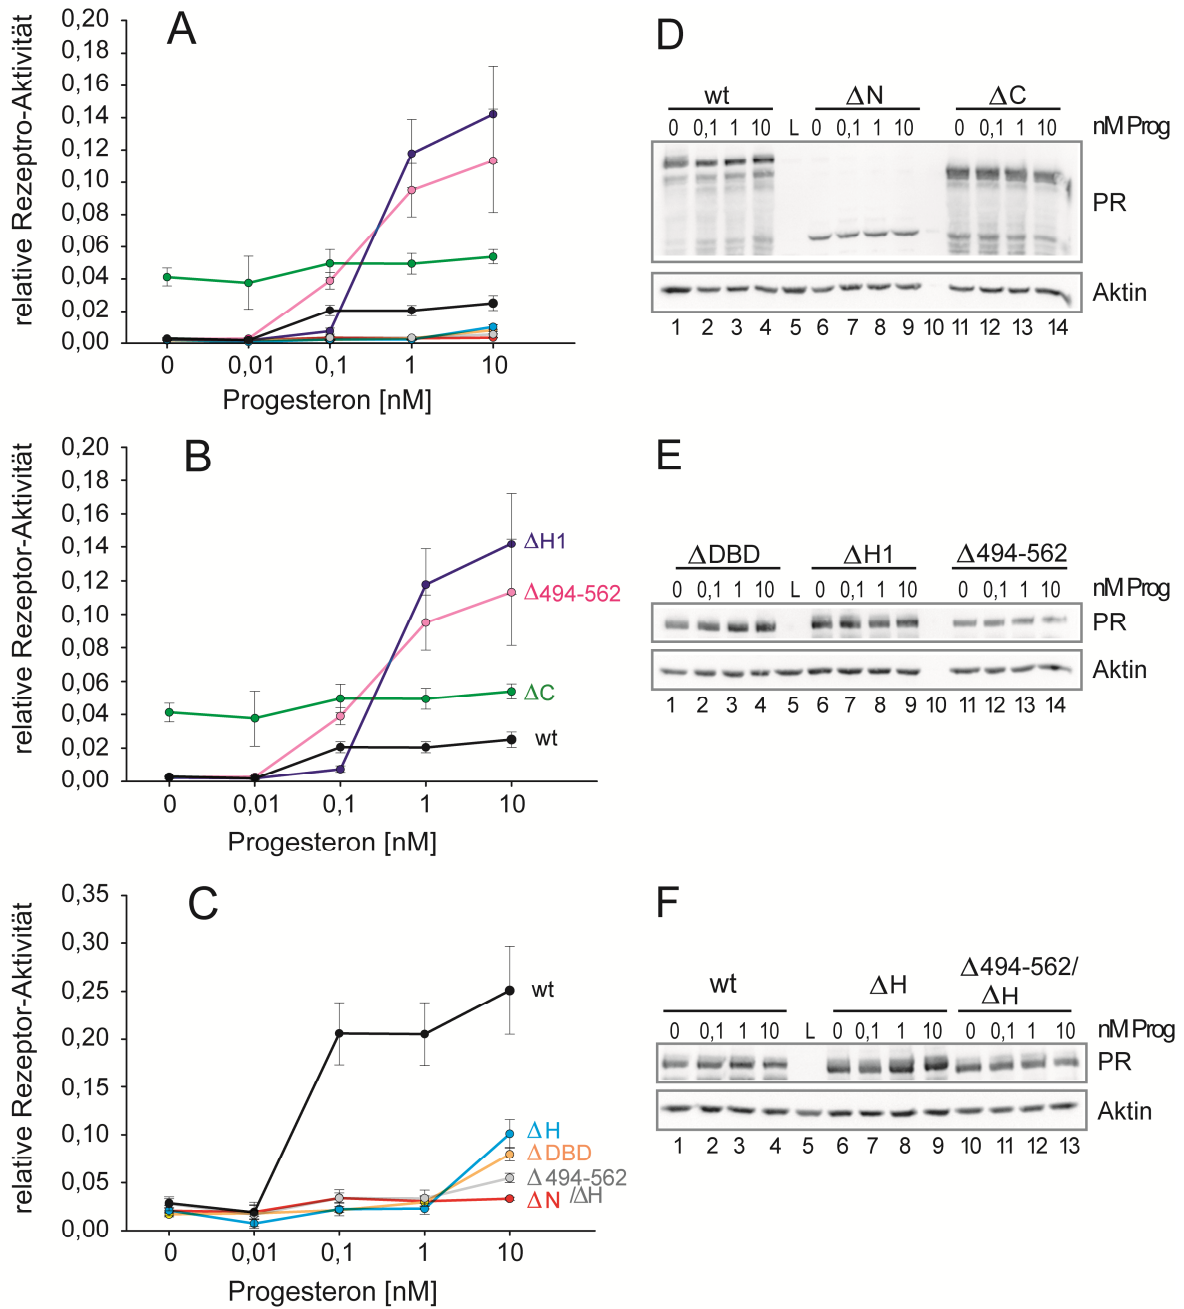 A
relative Rezeptro-Aktivität
0,20
0,18
0,16
0,14
0,12
0,10
0,08
0,06
0,04
0,02
0,00
0 0,01 0,1 1 10
Progesteron [nM]
D
wt ΔN ΔC
0 0,1 1 10 L 0 0,1 1 10 0 0,1 1 10 nM Prog
PR
Aktin
1 2 3 4 5 6 7 8 9 10 11 12 13 14
B
relative Rezeptor-Aktivität
0,20
0,18
0,16
0,14
0,12
0,10
0,08
0,06
0,04
0,02
0,00
ΔH1
Δ494-562
ΔC
wt
0 0,01 0,1 1 10
Progesteron [nM]
E
ΔDBD ΔH1 Δ494-562
0 0,1 1 10 L 0 0,1 1 10 0 0,1 1 10 nM Prog
PR
Aktin
1 2 3 4 5 6 7 8 9 10 11 12 13 14
C
relative Rezeptor-Aktivität
0,35
0,30
0,25
0,20
0,15
0,10
0,05
0,00
wt
ΔH
ΔDBD
Δ494-562
ΔN /ΔH
0 0,01 0,1 1 10
Progesteron [nM]
F
wt ΔH Δ494-562/
ΔH
0 0,1 1 10 L 0 0,1 1 10 0 0,1 1 10 nM Prog
PR
Aktin
1 2 3 4 5 6 7 8 9 10 11 12 13